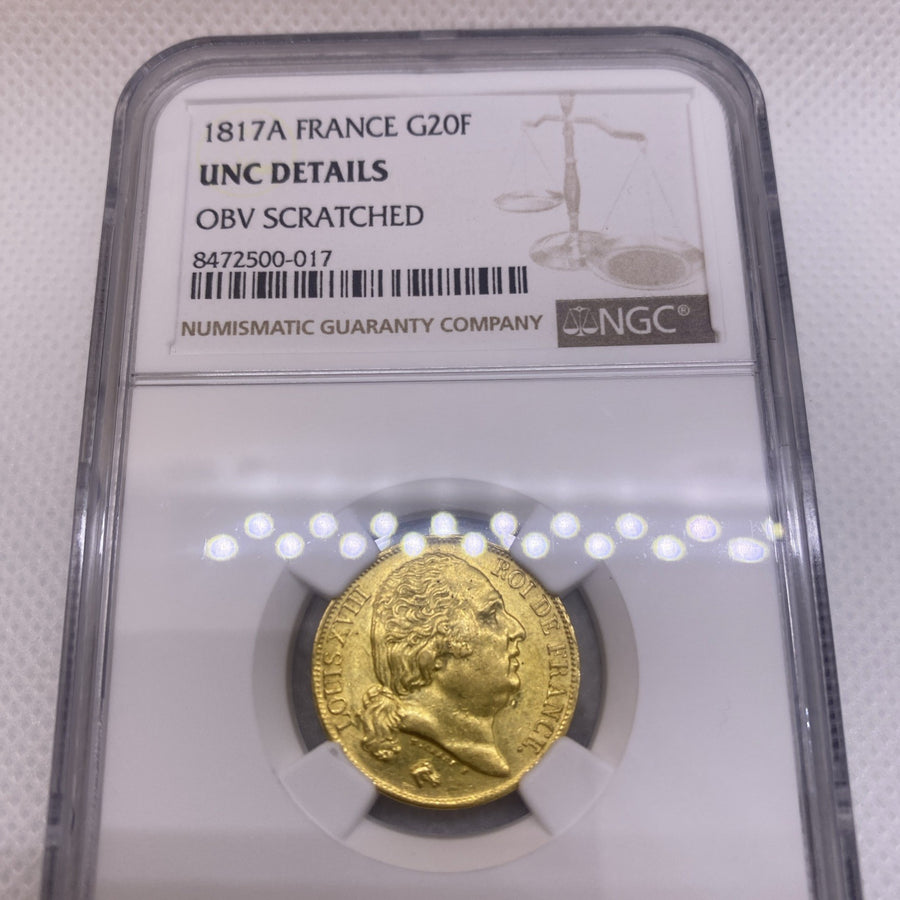 1817A FRANCE G20F
UNC DETAILS
OBV SCRATCHED
8472500-017
NUMISMATIC GUARANTY COMPANY
NGC®
LOUIS XVIII ROI DE FRANCE.